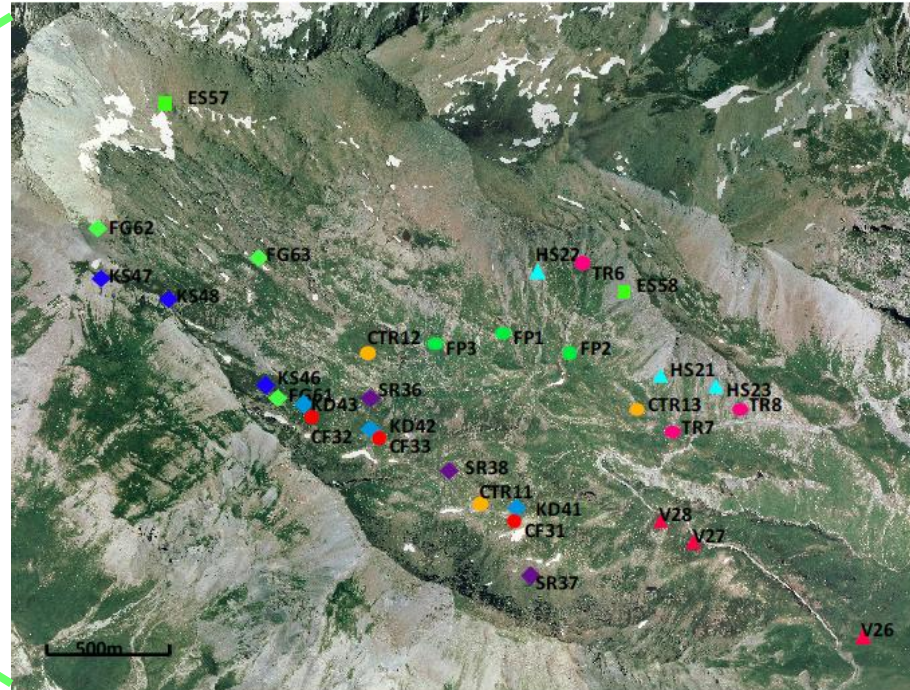 ES57
FG62
FG63
HS22
TR6
KS47
ES58
KS48
CTR12
FP1
FP3
FP2
HS21
KS46
HS23
SR36
FG61
KD43
CTR13
TR8
KD42
CF32
TR7
CF33
SR38
CTR11
KD41
V28
CF31
V27
SR37
V26
500m